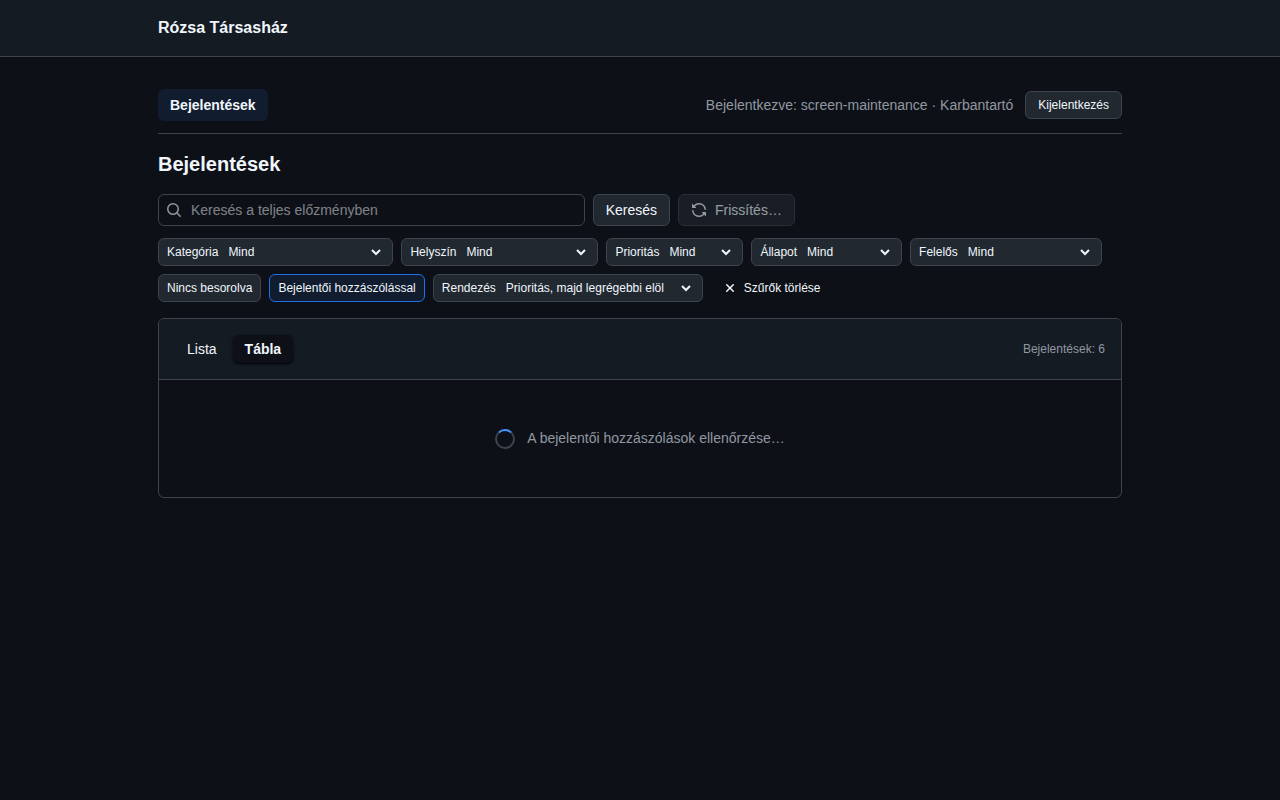 Rózsa Társasház
Bejelentések
Bejelentkezve: screen-maintenance · Karbantartó
Kijelentkezés
Bejelentések
Keresés a teljes előzményben
Keresés
Frissítés…
Kategória Mind
Helyszín Mind
Prioritás Mind
Állapot Mind
Felelős Mind
Nincs besorolva
Bejelentői hozzászólással
Rendezés Prioritás, majd legrégebbi elöl
Szűrők törlése
Lista
Tábla
Bejelentések: 6
A bejelentői hozzászólások ellenőrzése…